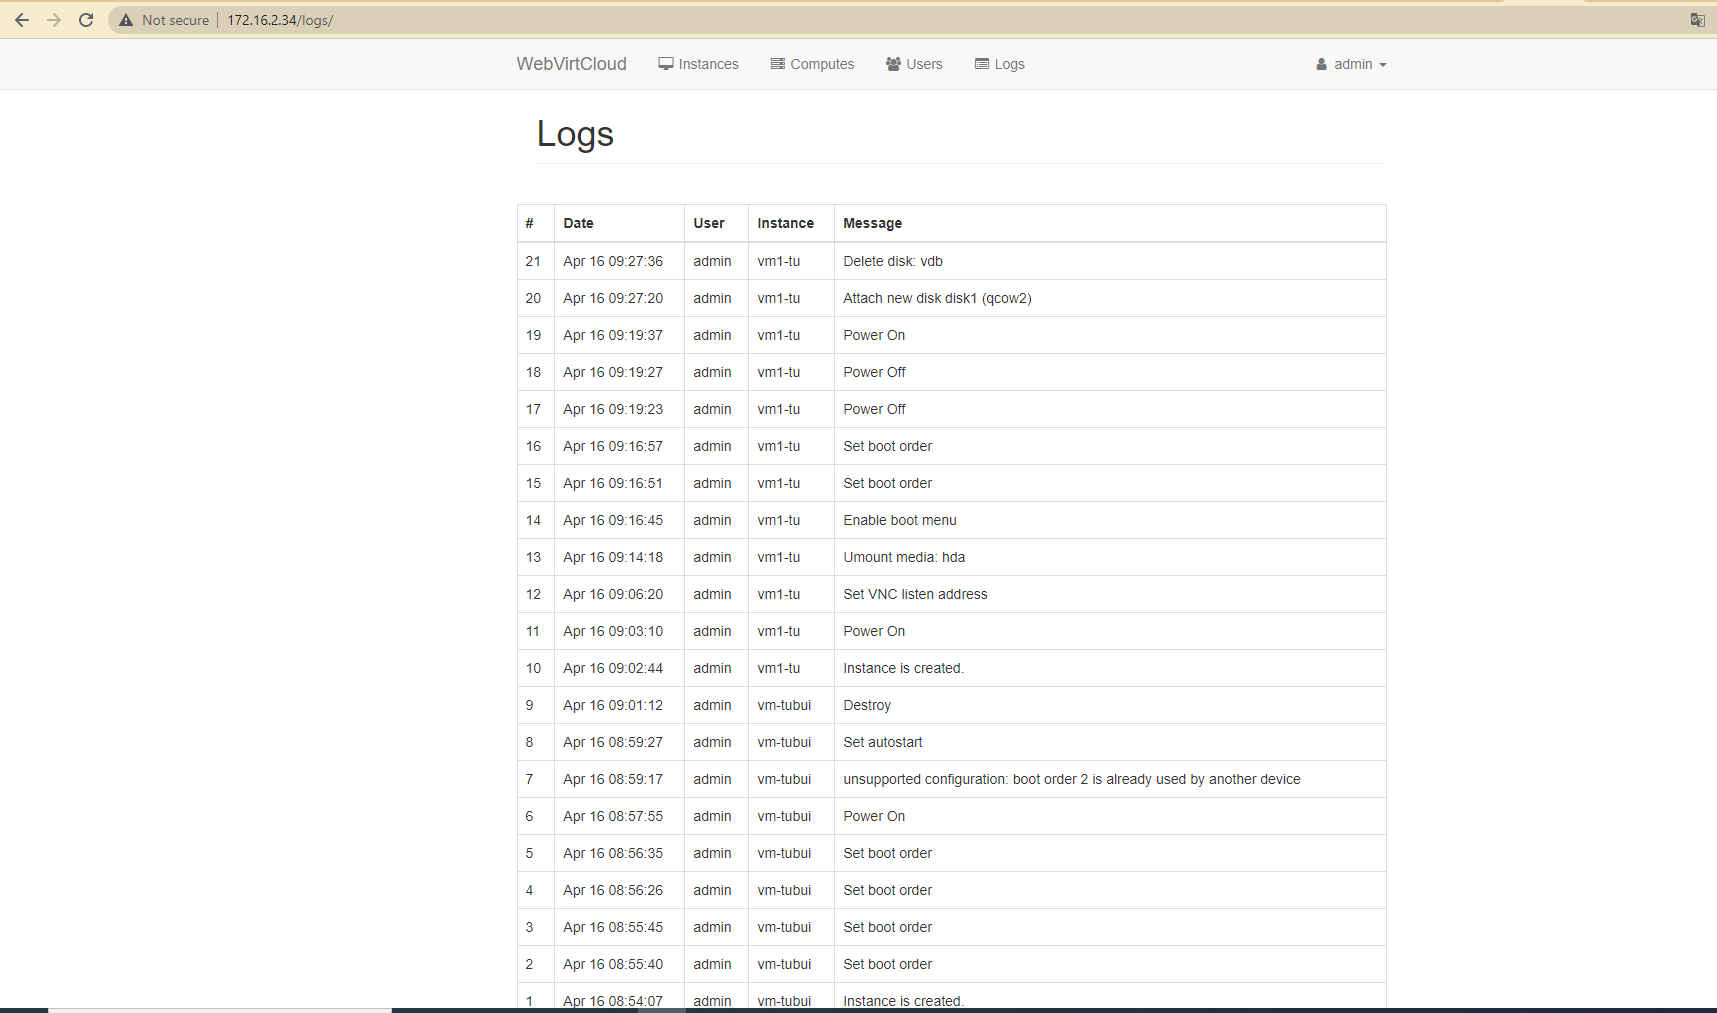 Not secure 172.16.2.34/logs/
WebVirtCloud Instances Computes Users Logs admin
Logs
# Date User Instance Message
21 Apr 16 09:27:36 admin vm1-tu Delete disk: vdb
20 Apr 16 09:27:20 admin vm1-tu Attach new disk disk1 (qcow2)
19 Apr 16 09:19:37 admin vm1-tu Power On
18 Apr 16 09:19:27 admin vm1-tu Power Off
17 Apr 16 09:19:23 admin vm1-tu Power Off
16 Apr 16 09:16:57 admin vm1-tu Set boot order
15 Apr 16 09:16:51 admin vm1-tu Set boot order
14 Apr 16 09:16:45 admin vm1-tu Enable boot menu
13 Apr 16 09:14:18 admin vm1-tu Umount media: hda
12 Apr 16 09:06:20 admin vm1-tu Set VNC listen address
11 Apr 16 09:03:10 admin vm1-tu Power On
10 Apr 16 09:02:44 admin vm1-tu Instance is created.
9 Apr 16 09:01:12 admin vm-tubui Destroy
8 Apr 16 08:59:27 admin vm-tubui Set autostart
7 Apr 16 08:59:17 admin vm-tubui unsupported configuration: boot order 2 is already used by another device
6 Apr 16 08:57:55 admin vm-tubui Power On
5 Apr 16 08:56:35 admin vm-tubui Set boot order
4 Apr 16 08:56:26 admin vm-tubui Set boot order
3 Apr 16 08:55:45 admin vm-tubui Set boot order
2 Apr 16 08:55:40 admin vm-tubui Set boot order
1 Apr 16 08:54:07 admin vm-tubui Instance is created.